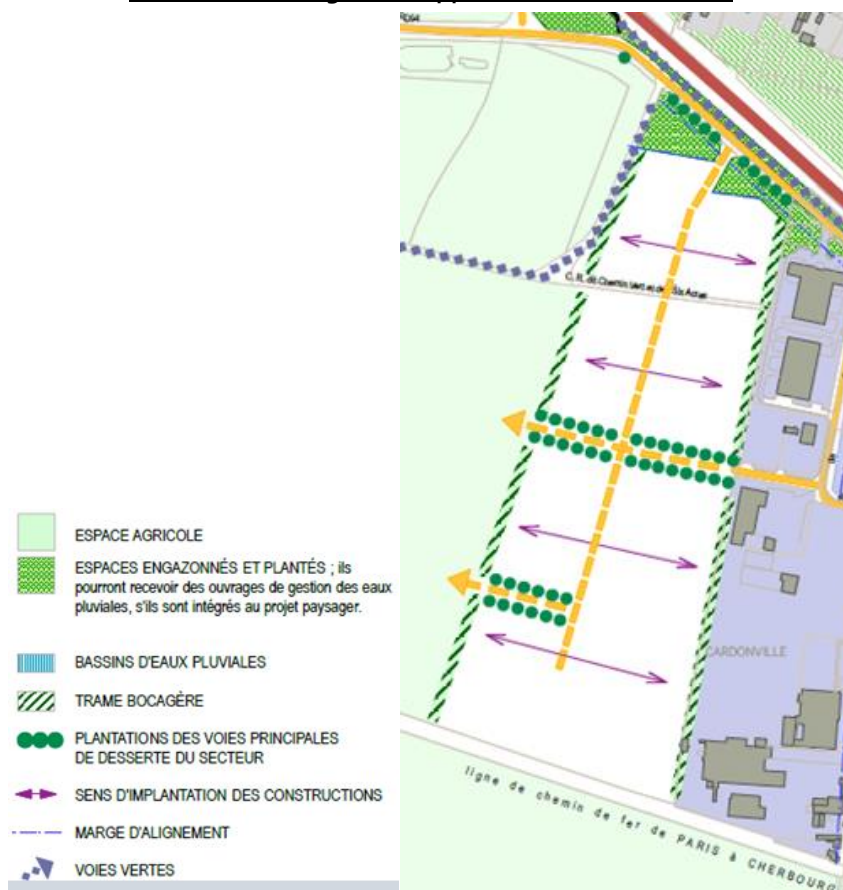 ESPACE AGRICOLE
ESPACES ENGAZONNÉS ET PLANTÉS ; ils
pourront recevoir des ouvrages de gestion des eaux
pluviales, s'ils sont intégrés au projet paysager.
BASSINS D'EAUX PLUVIALES
TRAME BOCAGÈRE
PLANTATIONS DES VOIES PRINCIPALES
DE DESSERTE DU SECTEUR
SENS D'IMPLANTATION DES CONSTRUCTIONS
MARGE D'ALIGNEMENT
VOIES VERTES
CARDONVILLE
ligne de chemin de fer de PARIS à CHERBOURG